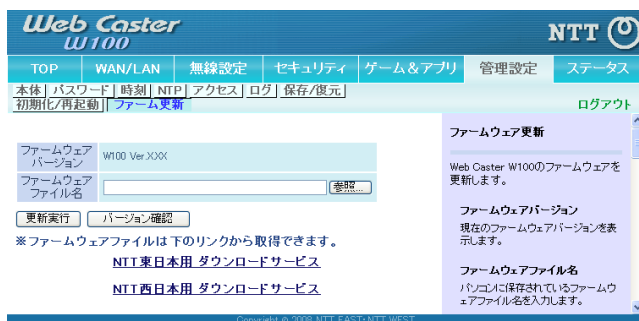 Web Caster
W100
NTT
TOP WAN/LAN 無線設定 セキュリティ ゲーム&アプリ 管理設定 ステータス
本体 パスワード 時刻 NTP アクセス ログ 保存/復元
初期化/再起動 ファーム更新
ログアウト
ファームウェア
バージョン
W100 Ver.XXX
ファームウェア
ファイル名
参照...
更新実行 バージョン確認
※ファームウェアファイルは下のリンクから取得できます。
NTT東日本用 ダウンロードサービス
NTT西日本用 ダウンロードサービス
ファームウェア更新
Web Caster W100のファームウェアを
更新します。
ファームウェアバージョン
現在のファームウェアバージョンを表
示します。
ファームウェアファイル名
パソコンに保存されているファームウ
ェアファイル名を入力します。
Copyright © 2008 NTT EAST・NTT WEST